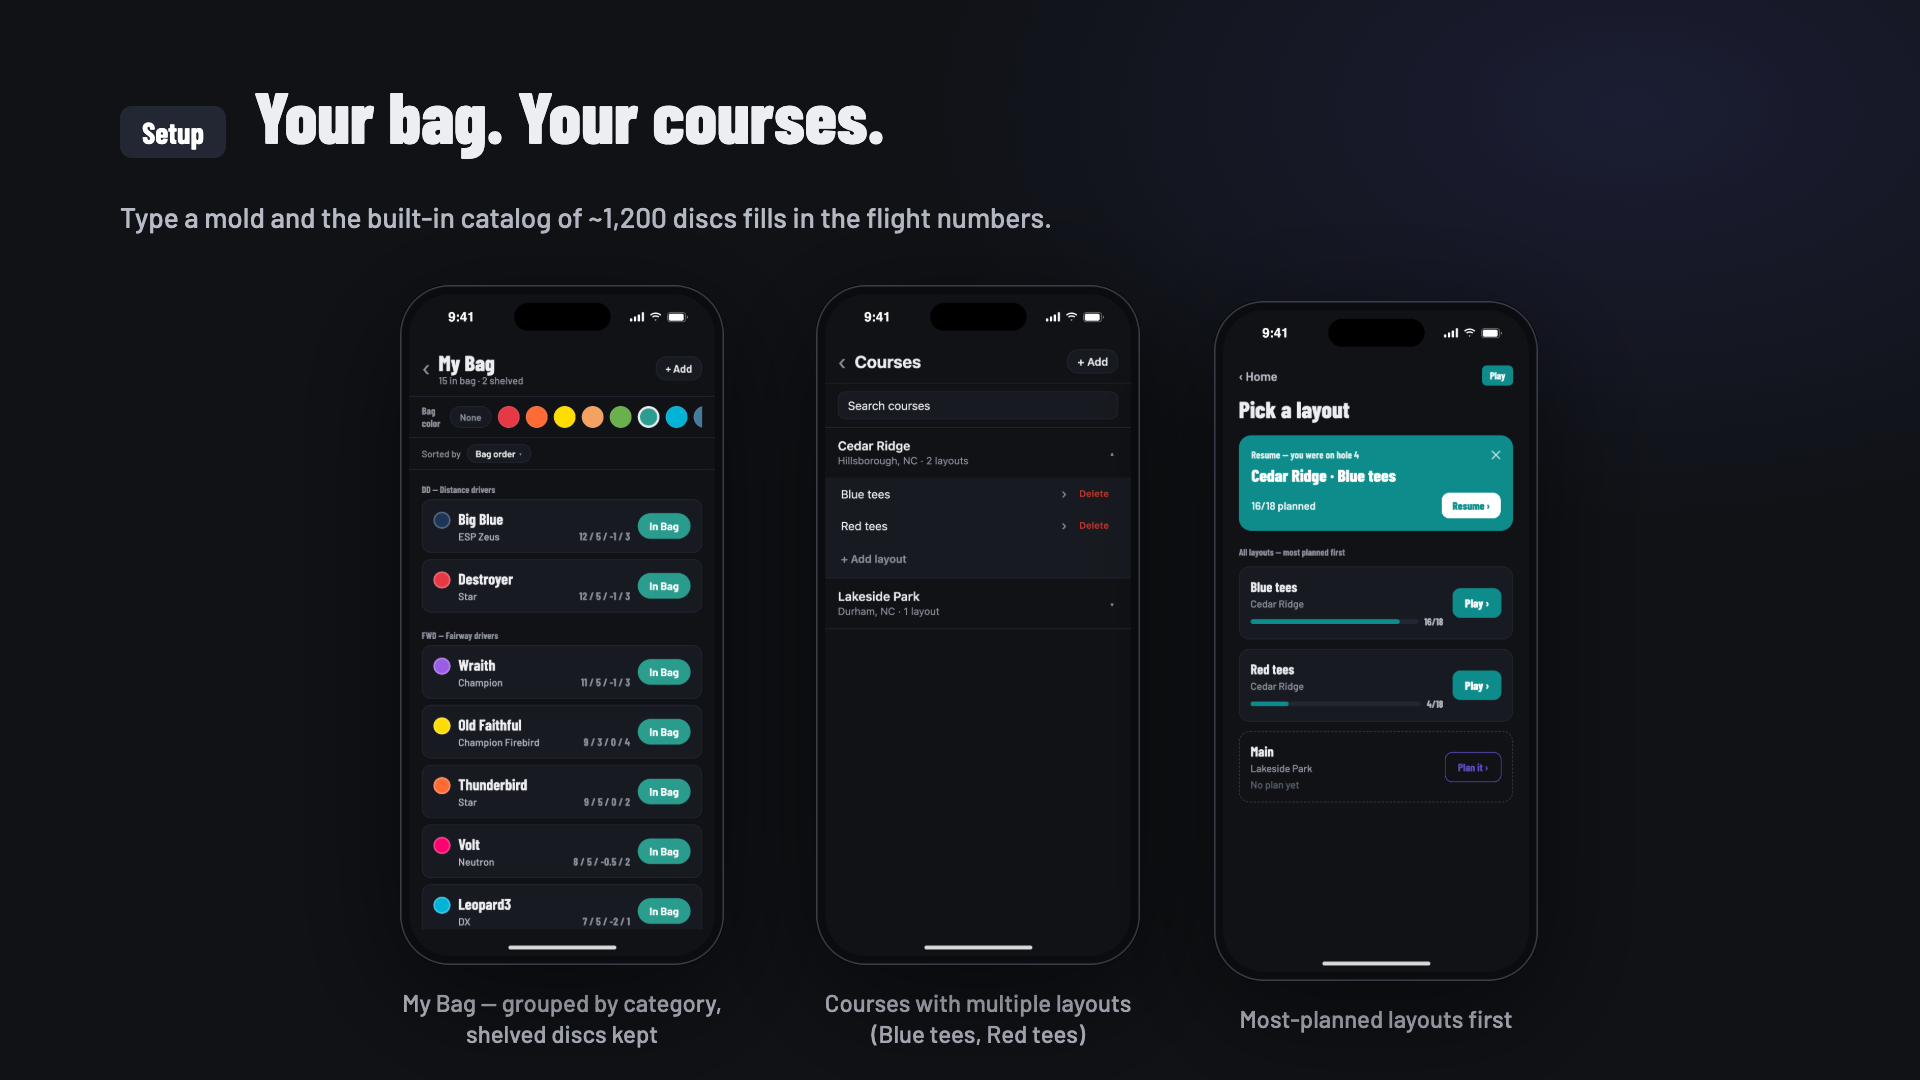 Setup
Your bag. Your courses.
Type a mold and the built-in catalog of ~1,200 discs fills in the flight numbers.
9:41
My Bag
15 in bag · 2 shelved
+ Add
Bag color
None
Sorted by
Bag order
DD — Distance drivers
Big Blue
ESP Zeus
12 / 5 / -1 / 3
In Bag
Destroyer
Star
12 / 5 / -1 / 3
In Bag
FWD — Fairway drivers
Wraith
Champion
11 / 5 / -1 / 3
In Bag
Old Faithful
Champion Firebird
9 / 3 / 0 / 4
In Bag
Thunderbird
Star
9 / 5 / 0 / 2
In Bag
Volt
Neutron
8 / 5 / -0.5 / 2
In Bag
Leopard3
DX
7 / 5 / -2 / 1
In Bag
My Bag — grouped by category,
shelved discs kept
9:41
‹ Courses
+ Add
Search courses
Cedar Ridge
Hillsborough, NC · 2 layouts
Blue tees
› Delete
Red tees
› Delete
+ Add layout
Lakeside Park
Durham, NC · 1 layout
Courses with multiple layouts
(Blue tees, Red tees)
9:41
‹ Home
Play
Pick a layout
Resume — you were on hole 4
Cedar Ridge · Blue tees
16/18 planned
Resume ›
All layouts — most planned first
Blue tees
Cedar Ridge
16/18
Play ›
Red tees
Cedar Ridge
4/18
Play ›
Main
Lakeside Park
No plan yet
Plan it ›
Most-planned layouts first